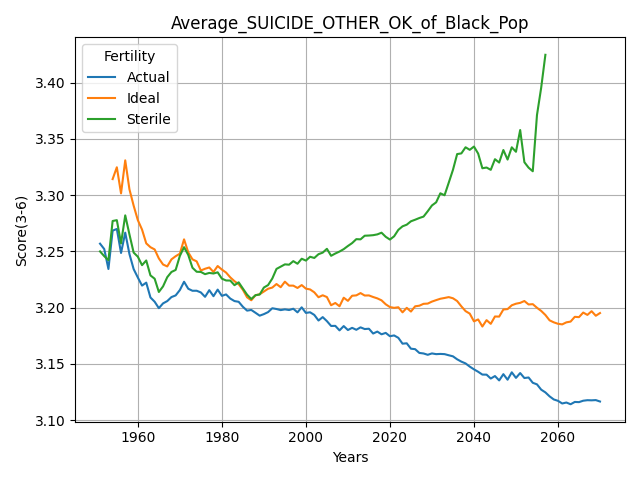 Average_SUICIDE_OTHER_OK_of_Black_Pop
Fertility
Actual
Ideal
Sterile
Score(3-6)
3.40
3.35
3.30
3.25
3.20
3.15
3.10
1960 1980 2000 2020 2040 2060
Years